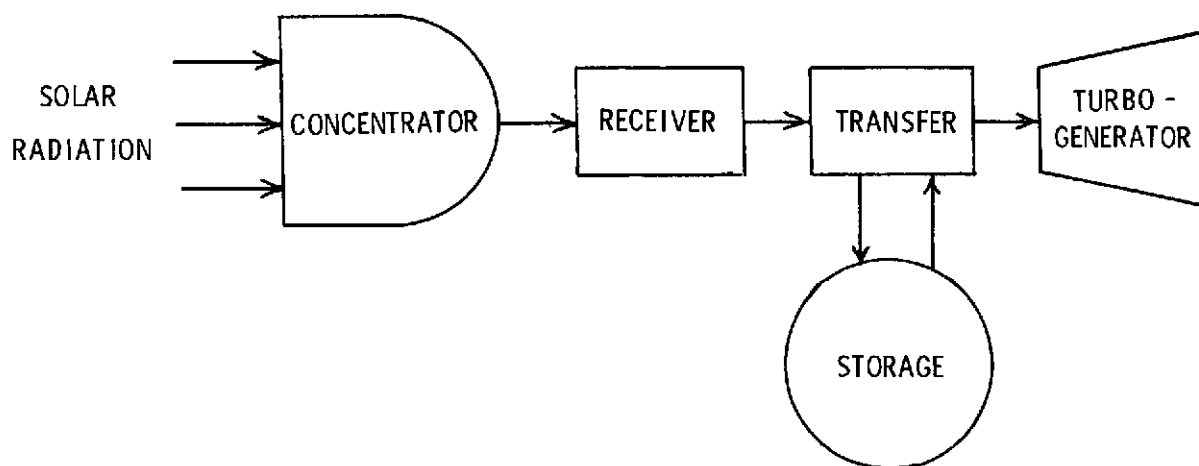 SOLAR
RADIATION
CONCENTRATOR
RECEIVER
TRANSFER
TURBO -
GENERATOR
STORAGE